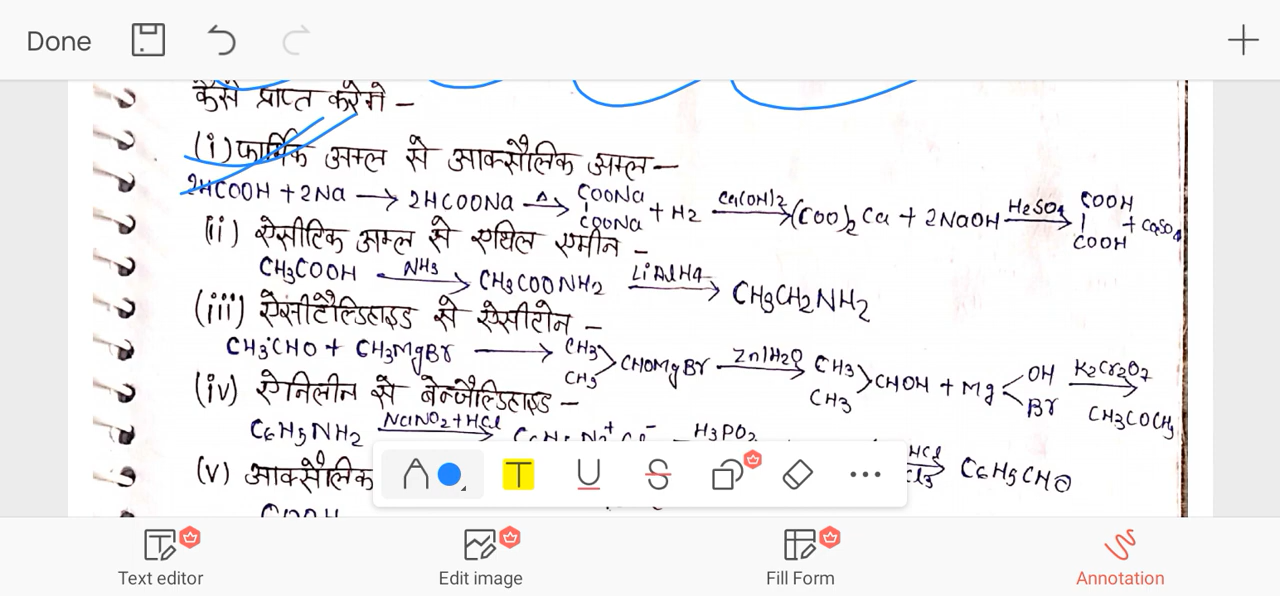 Done
कैसे प्राप्त करेंगे -
(i) फार्मिक अम्ल से आक्सैलिक अम्ल -
2HCOOH + 2Na → 2HCOONa →Δ COONa COONa + H2 →Ca(OH)2 (COO)2Ca + 2NaOH →H2SO4 COOH COOH + CaSO4
(ii) ऐसीटिक अम्ल से एथिल एमीन -
CH3COOH →NH3 CH3COONH2 →LiAlH4 CH3CH2NH2
(iii) ऐसीटैल्डिहाइड से ऐसीटोन -
CH3CHO + CH3MgBr → CH3 CH3 > CHOMgBr →Zn/H2O CH3 CH3 > CHOH + Mg < OH Br →K2Cr2O7 CH3COCH3
(iv) ऐनिलीन से बेन्जैल्डिहाइड -
C6H5NH2 →NaNO2+HCl H3PO2 HCl C6H5CHO
(v) आक्सैलिक
COOH
Text editor
Edit image
Fill Form
Annotation